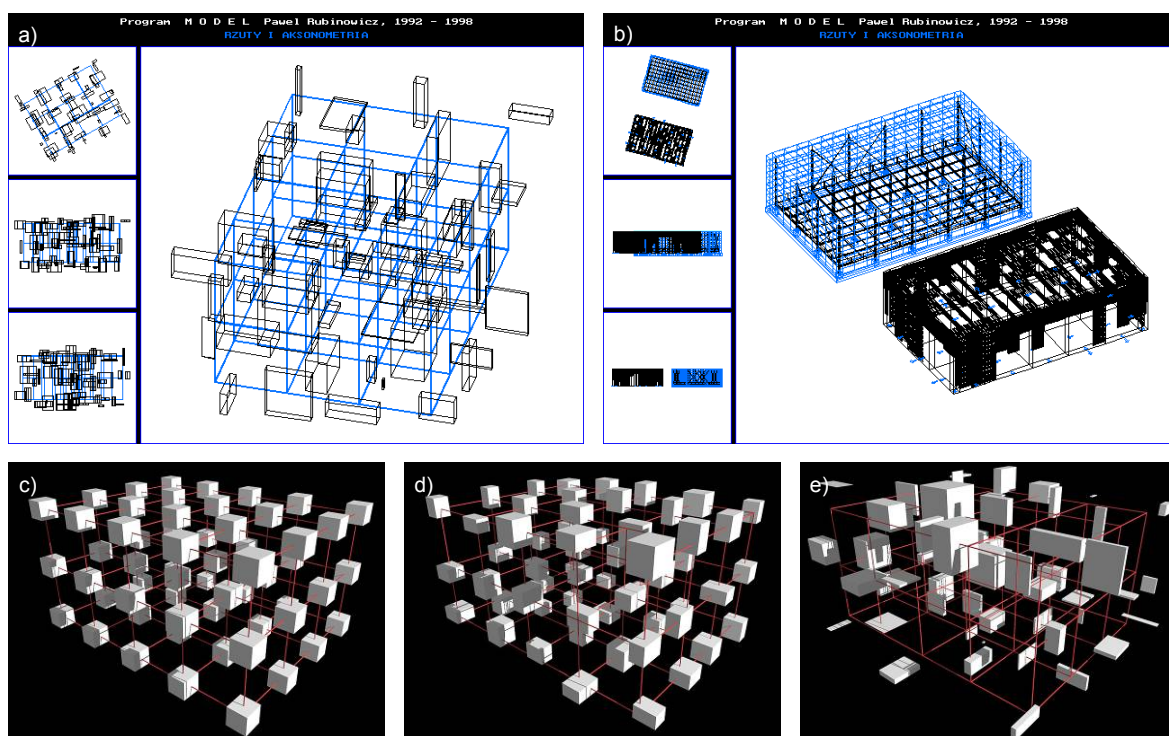 Program M O D E L Pawel Rubinowicz, 1992 - 1998
RZUTY I AKSONOMETRIA
a)
Program M O D E L Pawel Rubinowicz, 1992 - 1998
RZUTY I AKSONOMETRIA
b)
c)
d)
e)